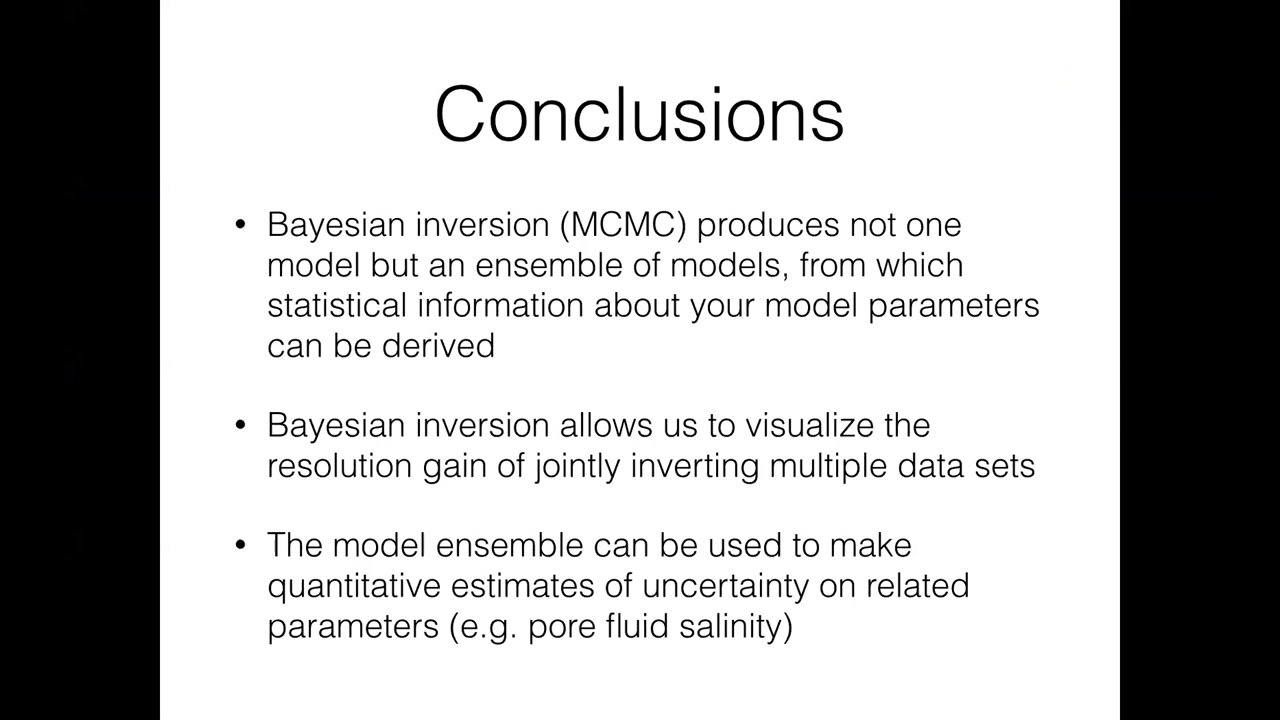 Conclusions
• Bayesian inversion (MCMC) produces not one
model but an ensemble of models, from which
statistical information about your model parameters
can be derived
• Bayesian inversion allows us to visualize the
resolution gain of jointly inverting multiple data sets
• The model ensemble can be used to make
quantitative estimates of uncertainty on related
parameters (e.g. pore fluid salinity)